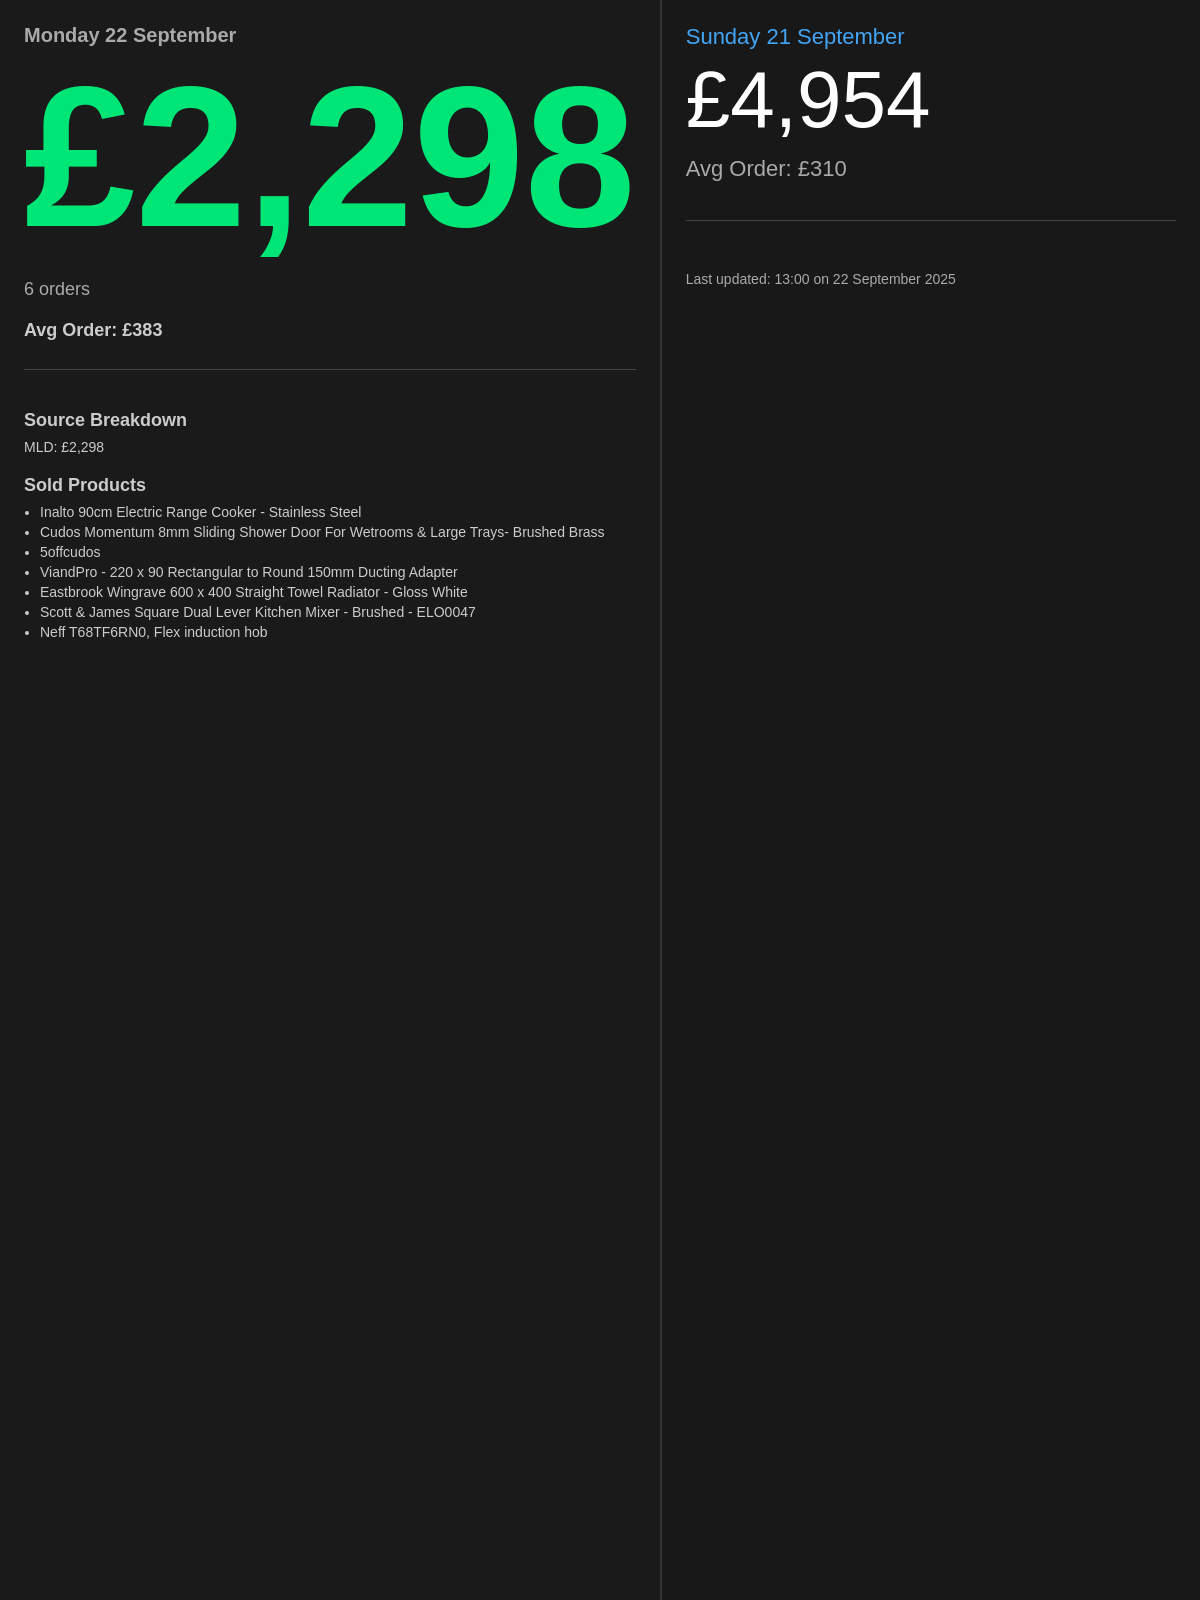 Monday 22 September
£2,298
6 orders
Avg Order: £383
Source Breakdown
MLD: £2,298
Sold Products
• Inalto 90cm Electric Range Cooker - Stainless Steel
• Cudos Momentum 8mm Sliding Shower Door For Wetrooms & Large Trays- Brushed Brass
• 5offcudos
• ViandPro - 220 x 90 Rectangular to Round 150mm Ducting Adapter
• Eastbrook Wingrave 600 x 400 Straight Towel Radiator - Gloss White
• Scott & James Square Dual Lever Kitchen Mixer - Brushed - ELO0047
• Neff T68TF6RN0, Flex induction hob
Sunday 21 September
£4,954
Avg Order: £310
Last updated: 13:00 on 22 September 2025